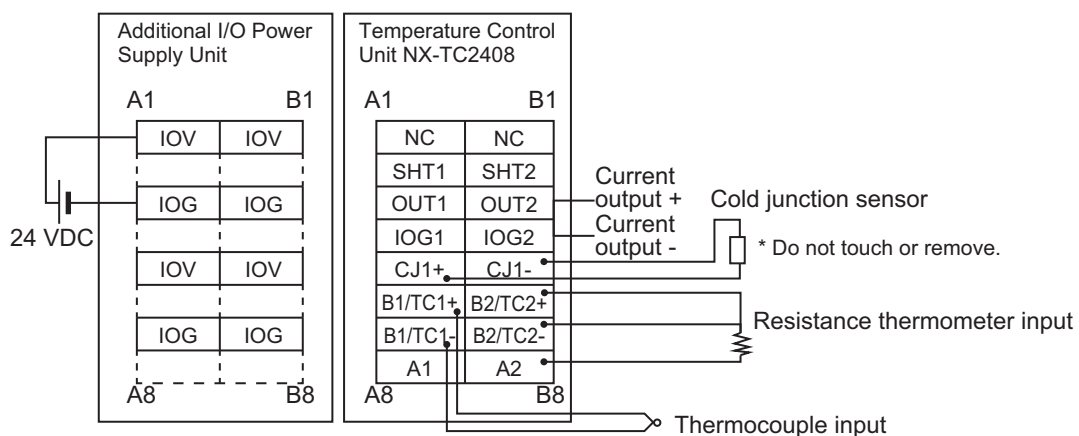 Additional I/O Power
Supply Unit
A1 B1
IOV IOV
IOG IOG
IOV IOV
IOG IOG
A8 B8
24 VDC
Temperature Control
Unit NX-TC2408
A1 B1
NC NC
SHT1 SHT2
OUT1 OUT2
IOG1 IOG2
CJ1+ CJ1-
B1/TC1+ B2/TC2+
B1/TC1- B2/TC2-
A1 A2
A8 B8
Current
output +
Current
output -
Cold junction sensor
* Do not touch or remove.
Resistance thermometer input
Thermocouple input